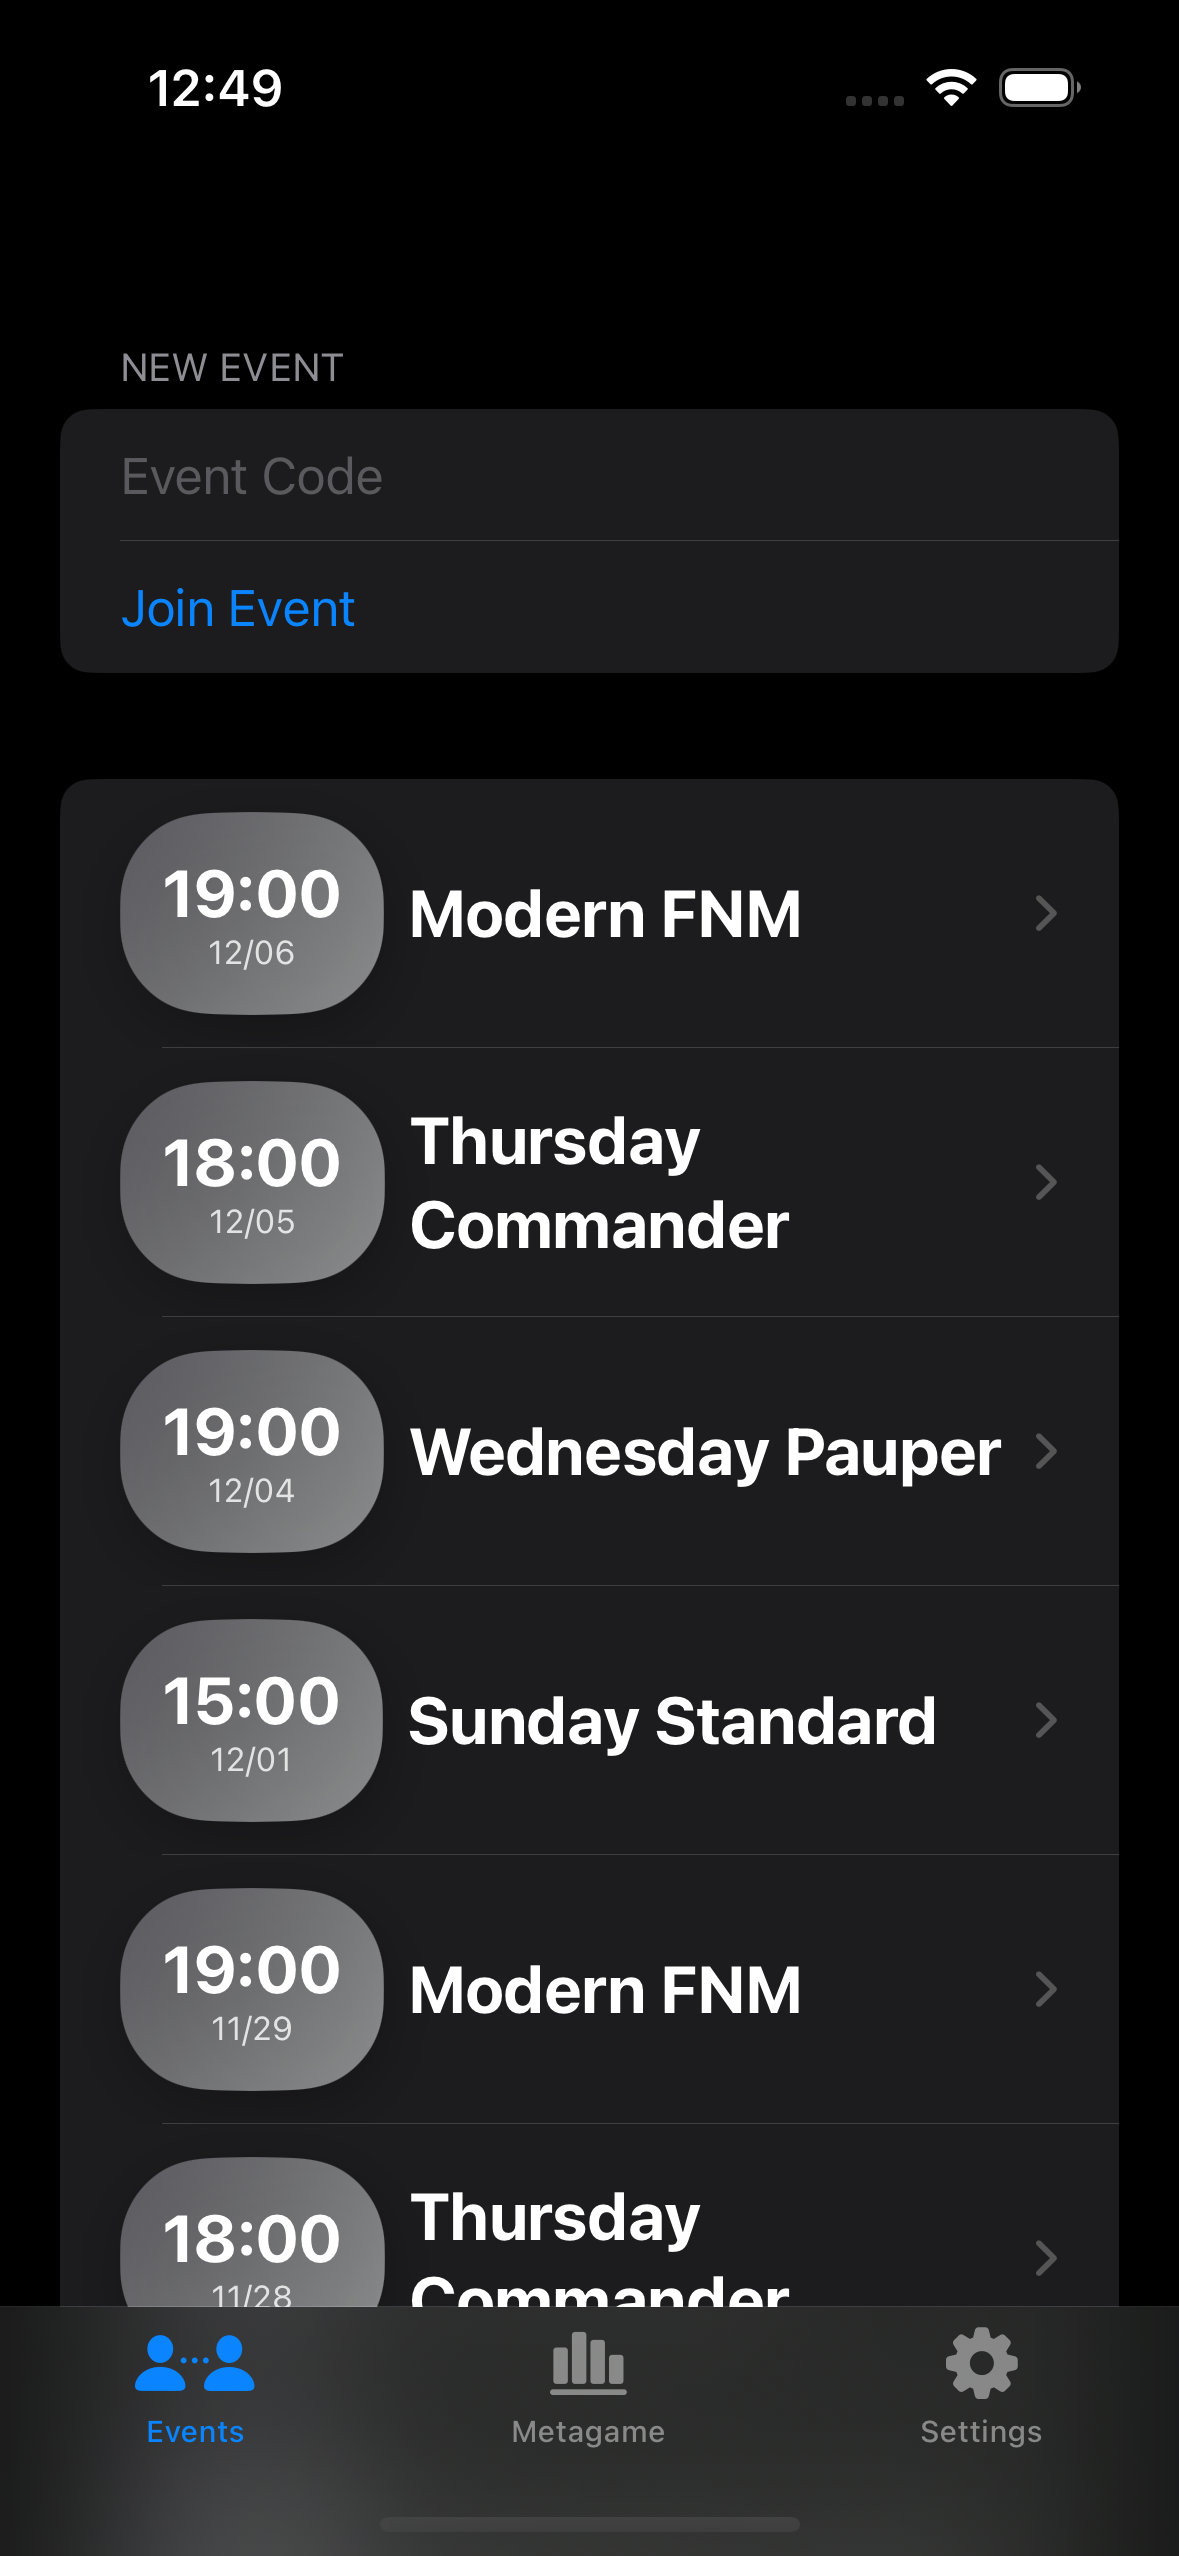 12:49
NEW EVENT
Event Code
Join Event
19:00
12/06
Modern FNM
18:00
12/05
Thursday
Commander
19:00
12/04
Wednesday Pauper
15:00
12/01
Sunday Standard
19:00
11/29
Modern FNM
18:00
11/28
Thursday
Commander
Events
Metagame
Settings